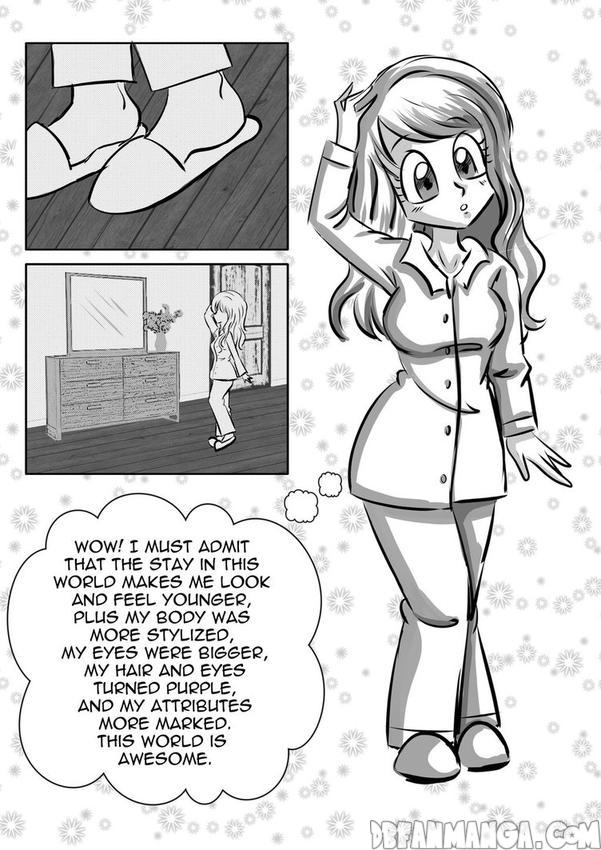 WOW! I MUST ADMIT
THAT THE STAY IN THIS
WORLD MAKES ME LOOK
AND FEEL YOUNGER,
PLUS MY BODY WAS
MORE STYLIZED,
MY EYES WERE BIGGER,
MY HAIR AND EYES
TURNED PURPLE,
AND MY ATTRIBUTES
MORE MARKED.
THIS WORLD IS
AWESOME.
DBFANMANGA.COM